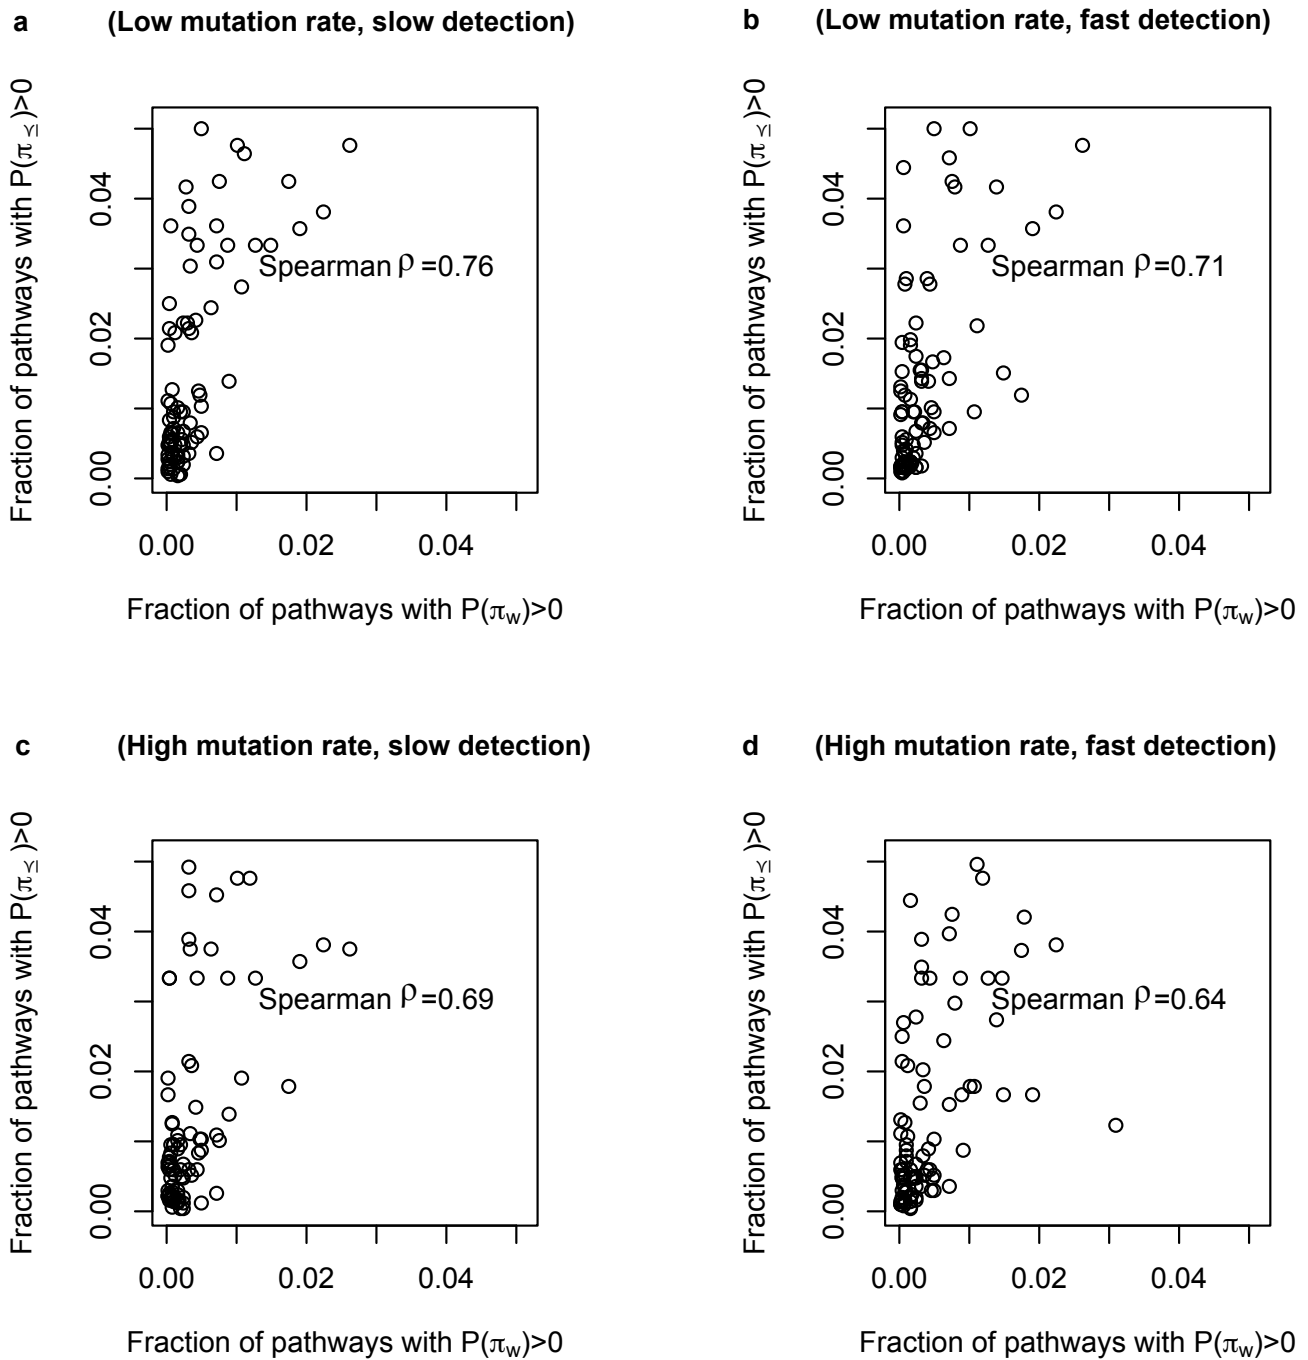 a (Low mutation rate, slow detection)
Fraction of pathways with P(π⪯)>0
0.04
0.02
0.00
Spearman ρ=0.76
0.00 0.02 0.04
Fraction of pathways with P(πw)>0
b (Low mutation rate, fast detection)
Fraction of pathways with P(π⪯)>0
0.04
0.02
0.00
Spearman ρ=0.71
0.00 0.02 0.04
Fraction of pathways with P(πw)>0
c (High mutation rate, slow detection)
Fraction of pathways with P(π⪯)>0
0.04
0.02
0.00
Spearman ρ=0.69
0.00 0.02 0.04
Fraction of pathways with P(πw)>0
d (High mutation rate, fast detection)
Fraction of pathways with P(π⪯)>0
0.04
0.02
0.00
Spearman ρ=0.64
0.00 0.02 0.04
Fraction of pathways with P(πw)>0